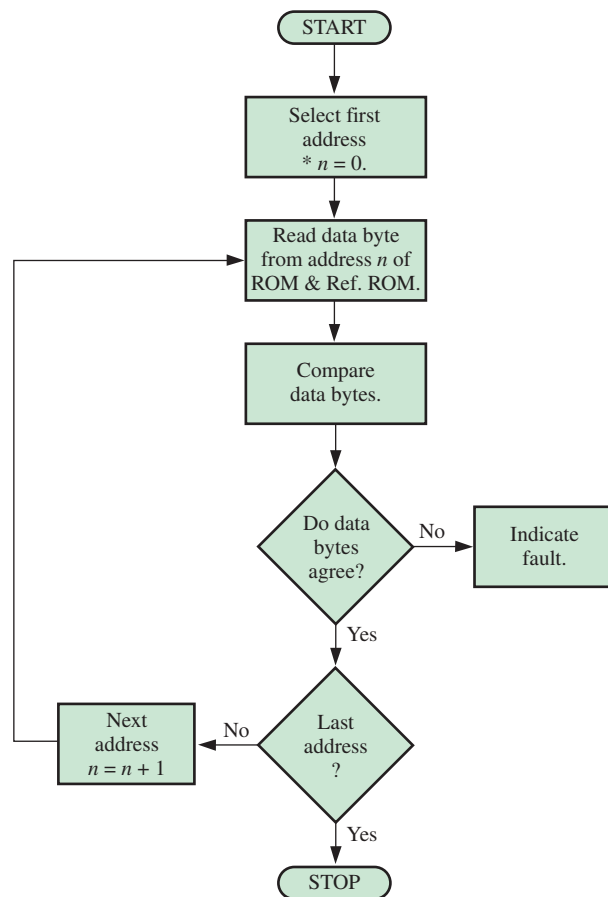 START
Select first
address
* n = 0.
Read data byte
from address n of
ROM & Ref. ROM.
Compare
data bytes.
Do data
bytes
agree?
No
Indicate
fault.
Yes
Last
address
?
No
Next
address
n = n + 1
Yes
STOP